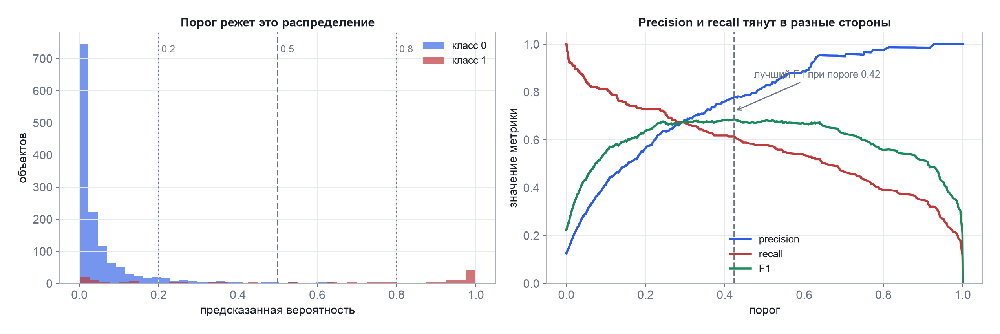 Порог режет это распределение
0.2
0.5
0.8
класс 0
класс 1
700
600
500
400
300
200
100
0
объектов
0.0
0.2
0.4
0.6
0.8
1.0
предсказанная вероятность
Precision и recall тянут в разные стороны
1.0
0.8
0.6
0.4
0.2
0.0
значение метрики
лучший F1 при пороге 0.42
precision
recall
F1
0.0
0.2
0.4
0.6
0.8
1.0
порог